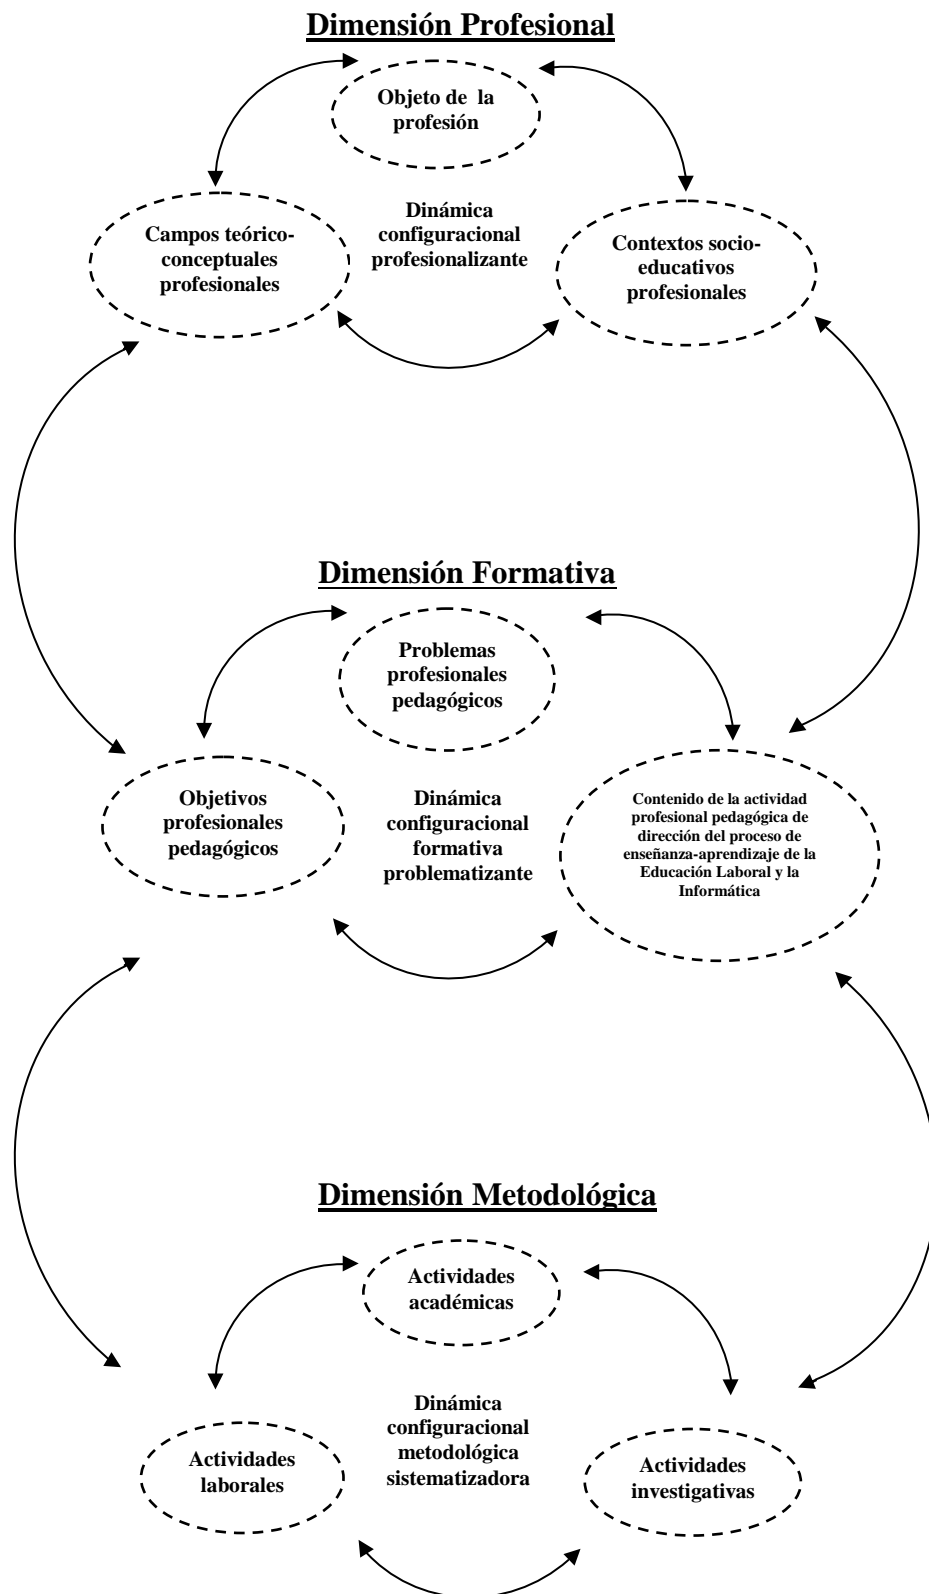 Dimensión Profesional
Objeto de la
profesión
Campos teórico-
conceptuales
profesionales
Dinámica
configuracional
profesionalizante
Contextos socio-
educativos
profesionales
Dimensión Formativa
Problemas
profesionales
pedagógicos
Objetivos
profesionales
pedagógicos
Dinámica
configuracional
formativa
problematizante
Contenido de la actividad
profesional pedagógica de
dirección del proceso de
enseñanza-aprendizaje de la
Educación Laboral y la
Informática
Dimensión Metodológica
Actividades
académicas
Actividades
laborales
Dinámica
configuracional
metodológica
sistematizadora
Actividades
investigativas